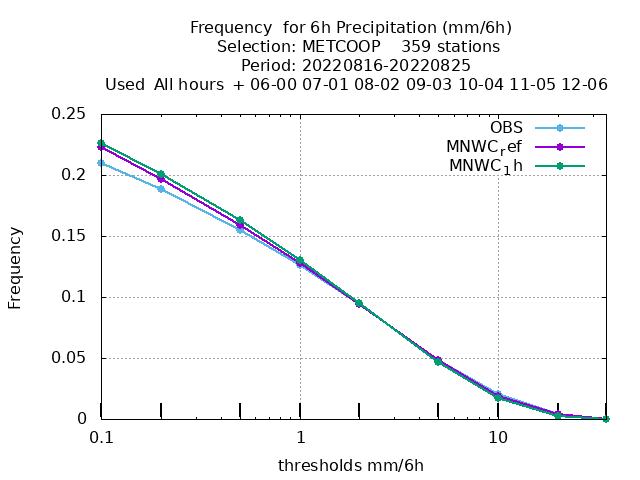 Frequency  for 6h Precipitation (mm/6h)
Selection: METCOOP    359 stations
Period: 20220816-20220825
Used  All hours  + 06-00 07-01 08-02 09-03 10-04 11-05 12-06
0.25
OBS
MNWCref
MNWC1h
0.2
0.15
Frequency
0.1
0.05
0
0.1
1
10
thresholds mm/6h